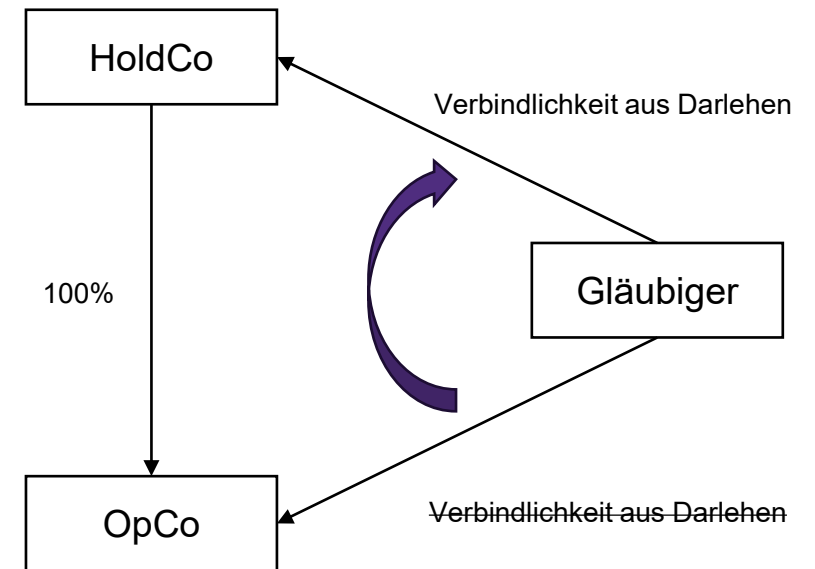 HoldCo
Verbindlichkeit aus Darlehen
100%
Gläubiger
OpCo
Verbindlichkeit aus Darlehen